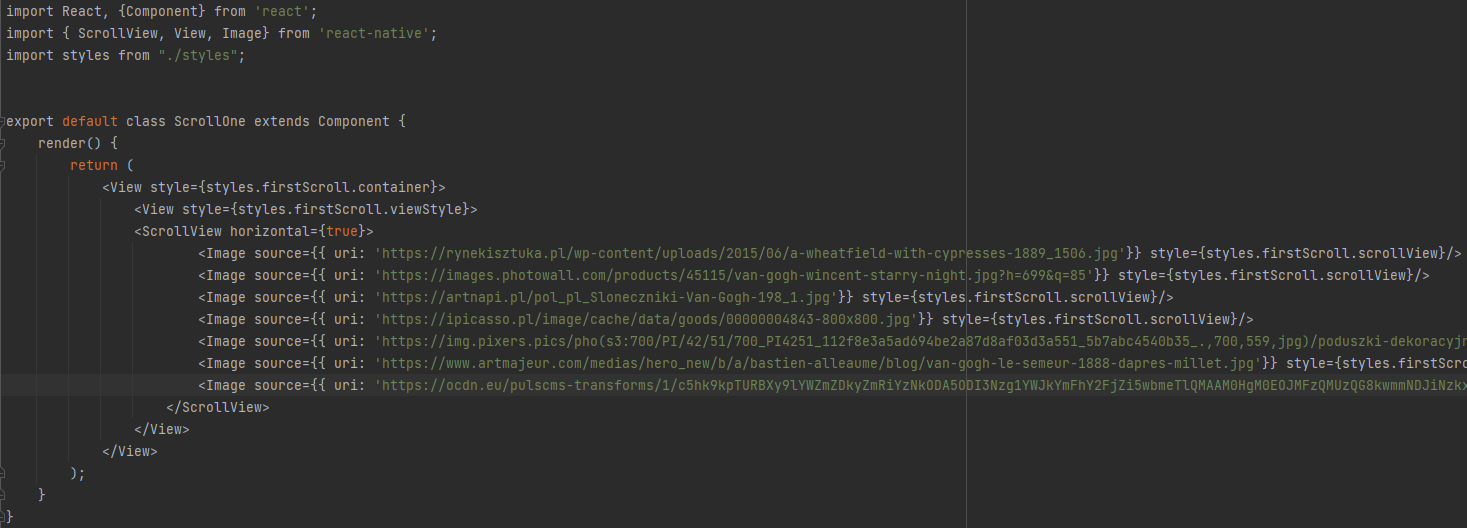 import React, {Component} from 'react';
import { ScrollView, View, Image} from 'react-native';
import styles from "./styles";
export default class ScrollOne extends Component {
render() {
return (
<View style={styles.firstScroll.container}>
<View style={styles.firstScroll.viewStyle}>
<ScrollView horizontal={true}>
<Image source={{ uri: 'https://rynekisztuka.pl/wp-content/uploads/2015/06/a-wheatfield-with-cypresses-1889_1506.jpg'}} style={styles.firstScroll.scrollView}/>
<Image source={{ uri: 'https://images.photowall.com/products/45115/van-gogh-wincent-starry-night.jpg?h=699&q=85'}} style={styles.firstScroll.scrollView}/>
<Image source={{ uri: 'https://artnapi.pl/pol_pl_Sloneczniki-Van-Gogh-198_1.jpg'}} style={styles.firstScroll.scrollView}/>
<Image source={{ uri: 'https://ipicasso.pl/image/cache/data/goods/00000004843-800x800.jpg'}} style={styles.firstScroll.scrollView}/>
<Image source={{ uri: 'https://img.pixers.pics/pho(s3:700/PI/42/51/700_PI4251_112f8e3a5ad694be2a87d8af03d3a551_5b7abc4540b35_.,700,559,jpg)/poduszki-dekoracyjn
<Image source={{ uri: 'https://www.artmajeur.com/medias/hero_new/b/a/bastien-alleaume/blog/van-gogh-le-semeur-1888-dapres-millet.jpg'}} style={styles.firstScro
<Image source={{ uri: 'https://ocdn.eu/pulscms-transforms/1/c5hk9kpTURBXy9lYWZmZDkyZmRiYzNkODA5ODI3Nzg1YWJkYmFhY2FjZi5wbmeTlQMAAM0HgM0EOJMFzQMUzQG8kwmmNDJiNzkx
</ScrollView>
</View>
</View>
);
}
}